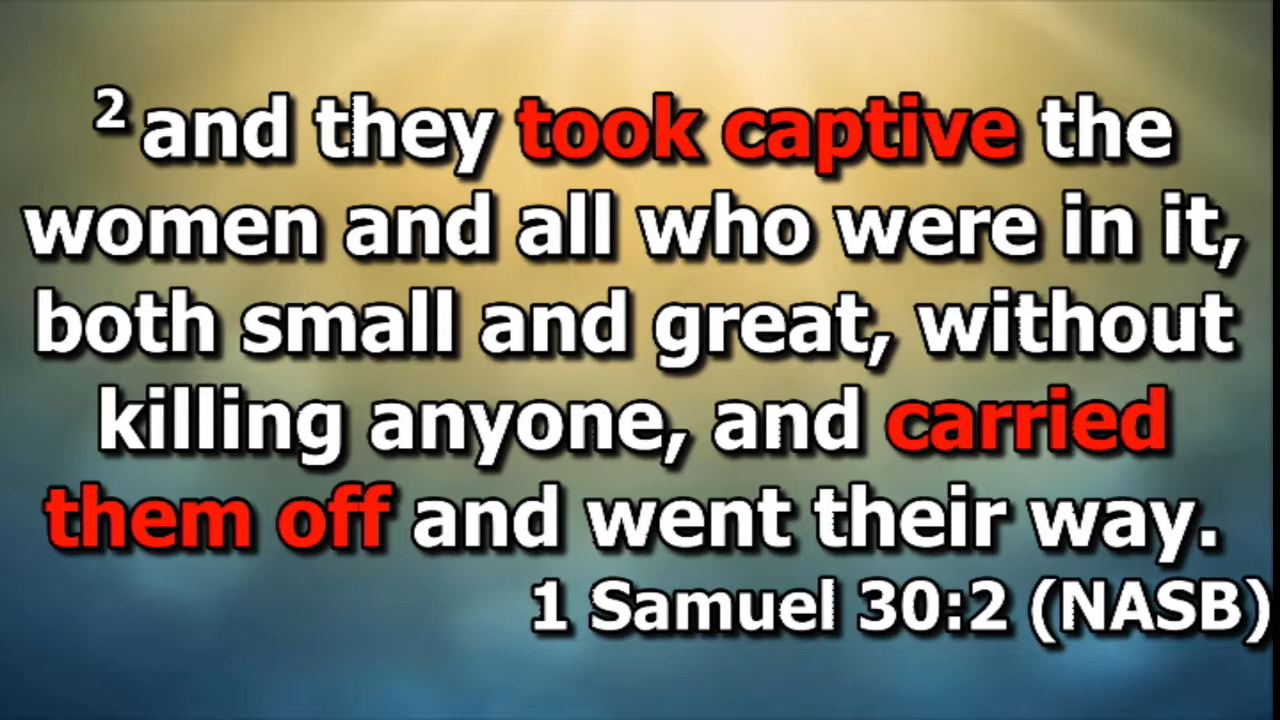 2 and they took captive the
women and all who were in it,
both small and great, without
killing anyone, and carried
them off and went their way.
1 Samuel 30:2 (NASB)